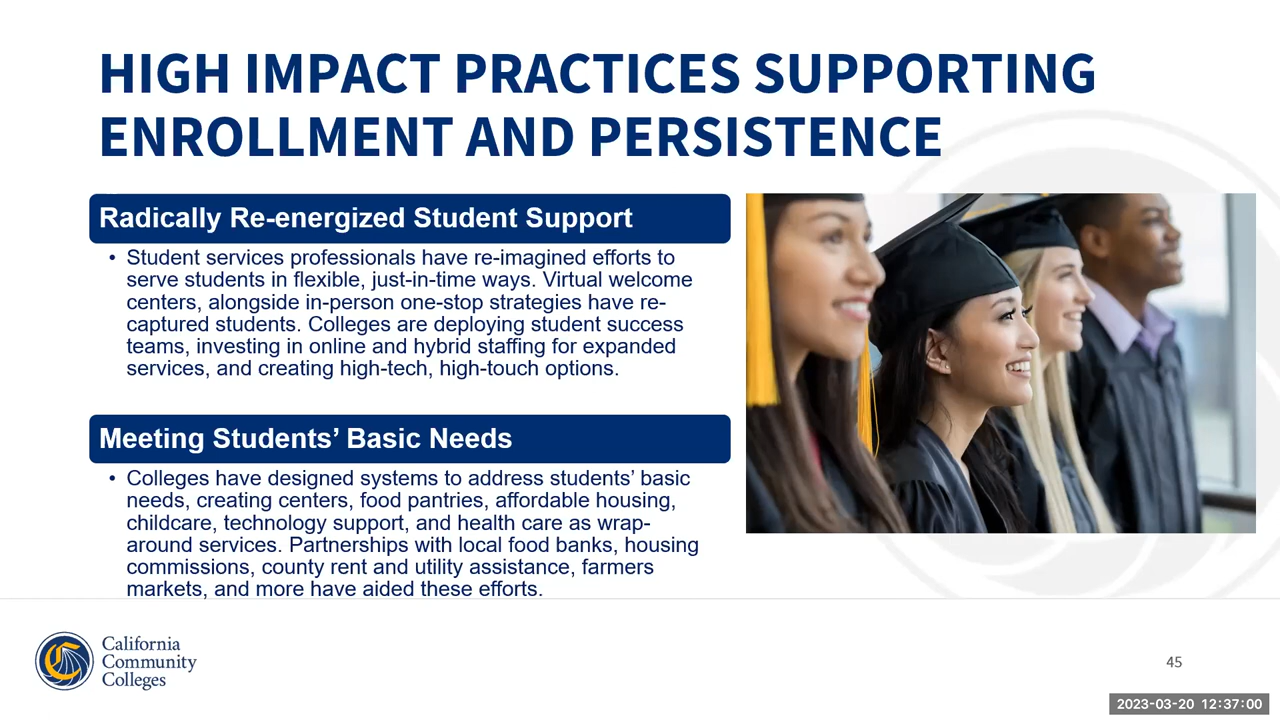 HIGH IMPACT PRACTICES SUPPORTING
ENROLLMENT AND PERSISTENCE
Radically Re-energized Student Support
• Student services professionals have re-imagined efforts to
serve students in flexible, just-in-time ways. Virtual welcome
centers, alongside in-person one-stop strategies have re-
captured students. Colleges are deploying student success
teams, investing in online and hybrid staffing for expanded
services, and creating high-tech, high-touch options.
Meeting Students’ Basic Needs
• Colleges have designed systems to address students’ basic
needs, creating centers, food pantries, affordable housing,
childcare, technology support, and health care as wrap-
around services. Partnerships with local food banks, housing
commissions, county rent and utility assistance, farmers
markets, and more have aided these efforts.
California
Community
Colleges
45
2023-03-20 12:37:00